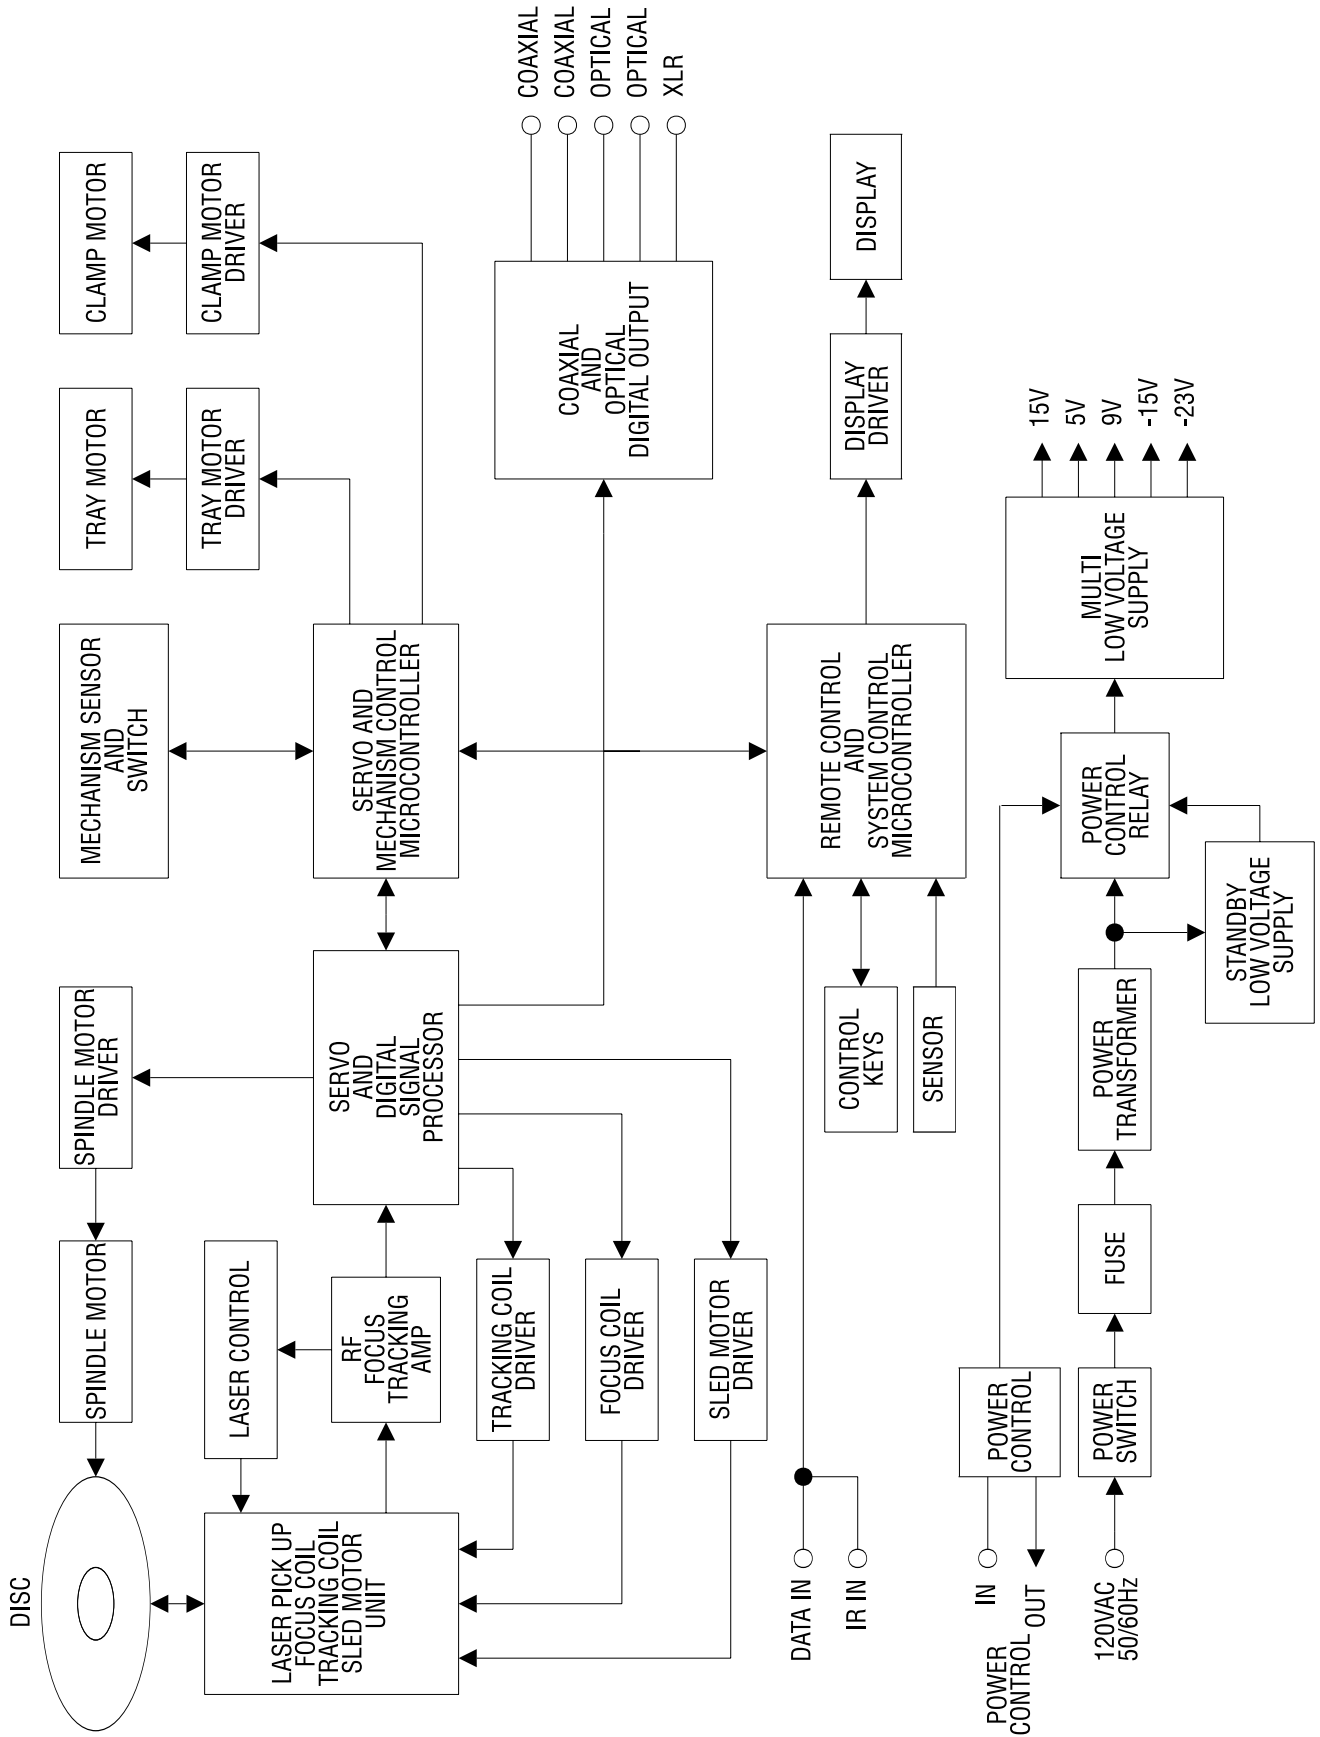 DISC
SPINDLE MOTOR
SPINDLE MOTOR
DRIVER
MECHANISM SENSOR
AND
SWITCH
TRAY MOTOR
CLAMP MOTOR
TRAY MOTOR
DRIVER
CLAMP MOTOR
DRIVER
LASER CONTROL
LASER PICK UP
FOCUS COIL
TRACKING COIL
SLED MOTOR
UNIT
RF
FOCUS
TRACKING
AMP
SERVO
AND
DIGITAL
SIGNAL
PROCESSOR
SERVO AND
MECHANISM CONTROL
MICROCONTROLLER
TRACKING COIL
DRIVER
FOCUS COIL
DRIVER
SLED MOTOR
DRIVER
COAXIAL
AND
OPTICAL
DIGITAL OUTPUT
COAXIAL
COAXIAL
OPTICAL
OPTICAL
XLR
DATA IN
IR IN
CONTROL
KEYS
SENSOR
REMOTE CONTROL
AND
SYSTEM CONTROL
MICROCONTROLLER
DISPLAY
DRIVER
DISPLAY
POWER
CONTROL
IN
OUT
POWER
CONTROL
120VAC
50/60Hz
POWER
SWITCH
FUSE
POWER
TRANSFORMER
STANDBY
LOW VOLTAGE
SUPPLY
POWER
CONTROL
RELAY
MULTI
LOW VOLTAGE
SUPPLY
15V
5V
9V
-15V
-23V